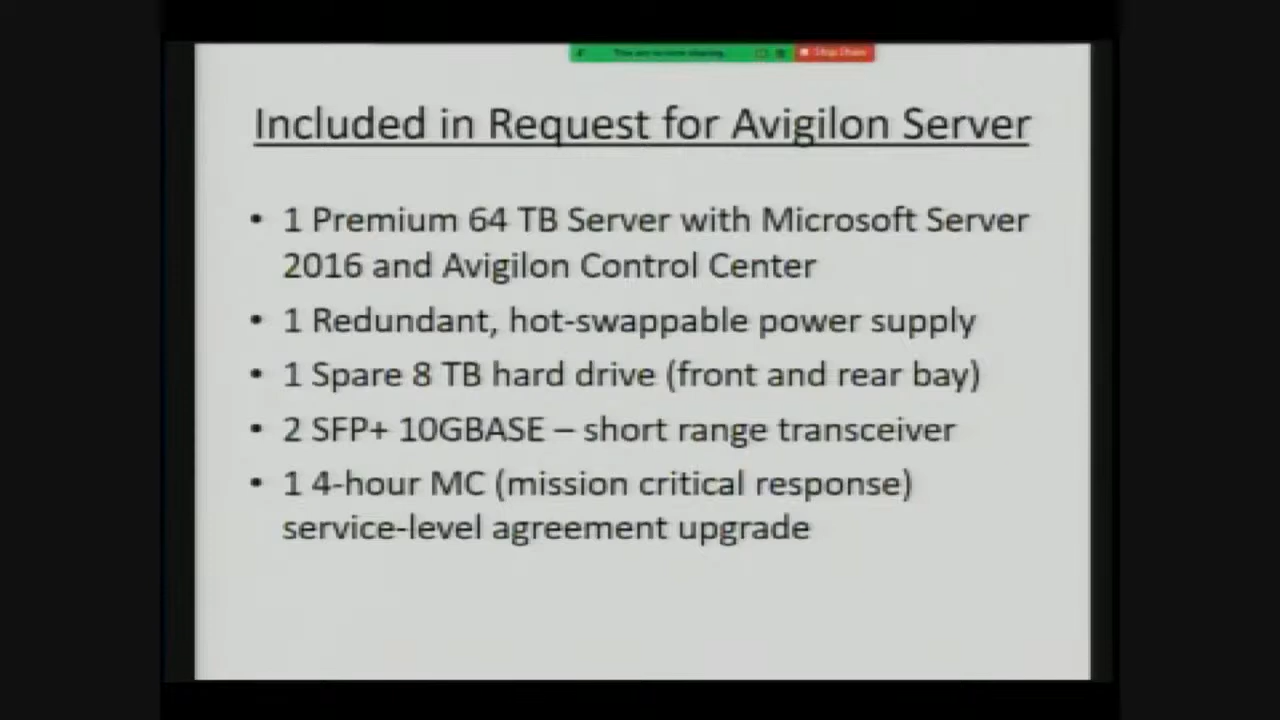 Stop Share
Included in Request for Avigilon Server
• 1 Premium 64 TB Server with Microsoft Server
2016 and Avigilon Control Center
• 1 Redundant, hot-swappable power supply
• 1 Spare 8 TB hard drive (front and rear bay)
• 2 SFP+ 10GBASE – short range transceiver
• 1 4-hour MC (mission critical response)
service-level agreement upgrade